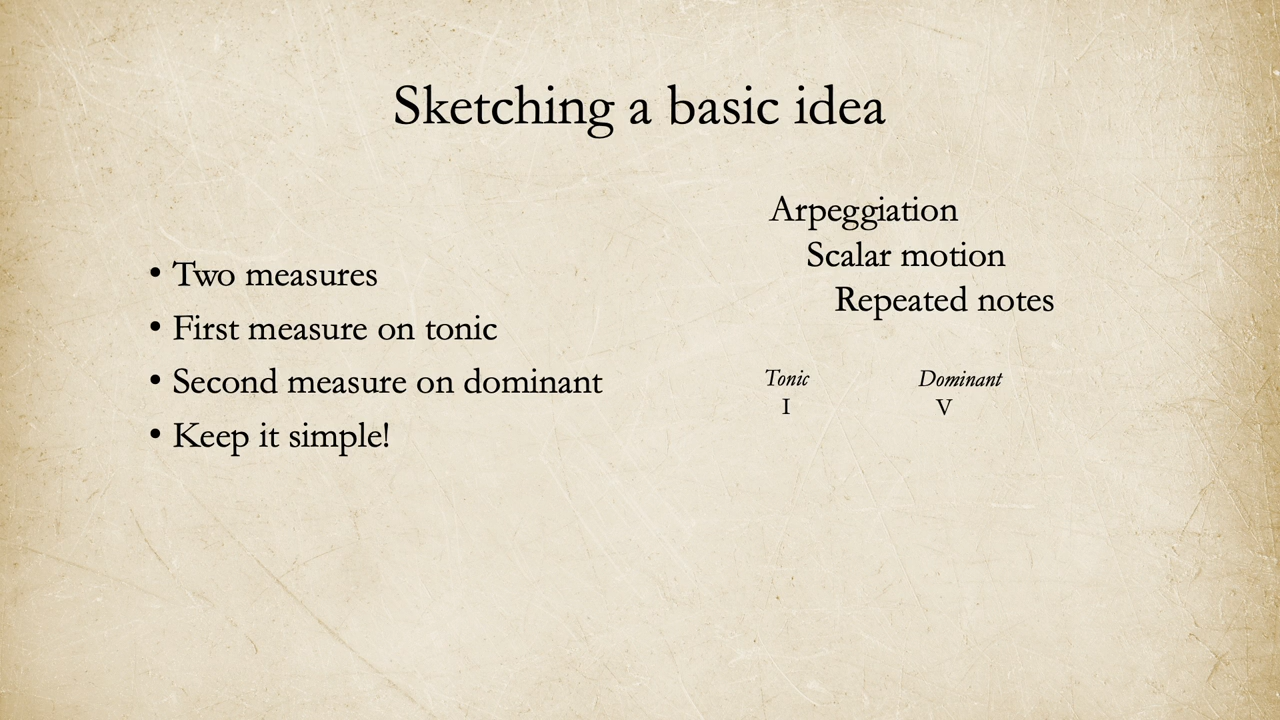 Sketching a basic idea
• Two measures
• First measure on tonic
• Second measure on dominant
• Keep it simple!
Arpeggiation
Scalar motion
Repeated notes
Tonic Dominant
I V